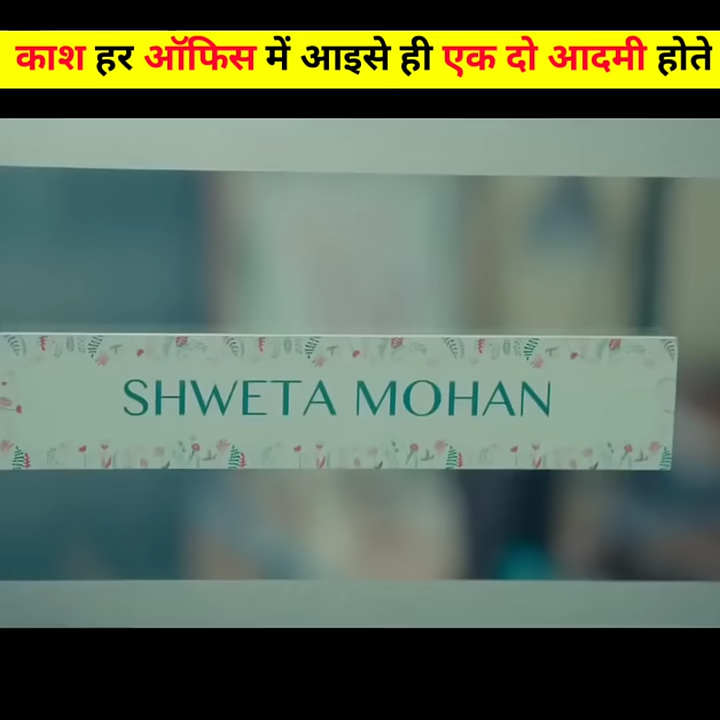 काश हर ऑफिस में आइसे ही एक दो आदमी होते
SHWETA MOHAN